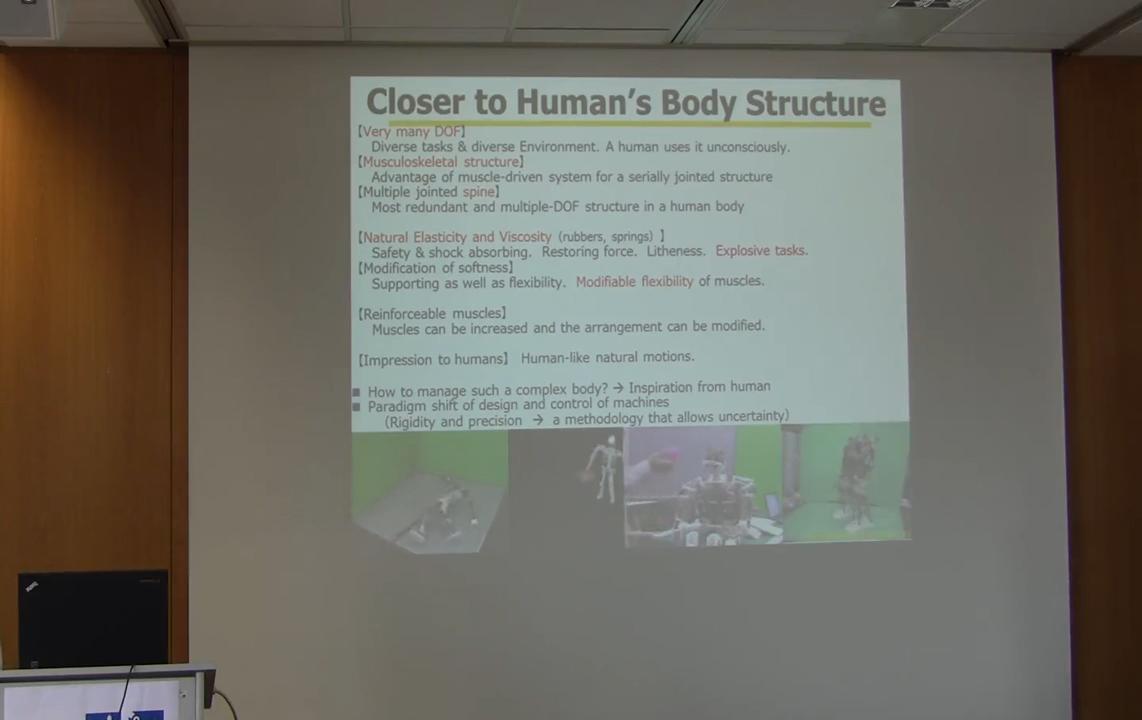 Closer to Human's Body Structure
【Very many DOF】
Diverse tasks & diverse Environment. A human uses it unconsciously.
【Musculoskeletal structure】
Advantage of muscle-driven system for a serially jointed structure
【Multiple jointed spine】
Most redundant and multiple-DOF structure in a human body
【Natural Elasticity and Viscosity (rubbers, springs) 】
Safety & shock absorbing. Restoring force. Litheness. Explosive tasks.
【Modification of softness】
Supporting as well as flexibility. Modifiable flexibility of muscles.
【Reinforceable muscles】
Muscles can be increased and the arrangement can be modified.
【Impression to humans】 Human-like natural motions.
■ How to manage such a complex body? → Inspiration from human
■ Paradigm shift of design and control of machines
(Rigidity and precision → a methodology that allows uncertainty)